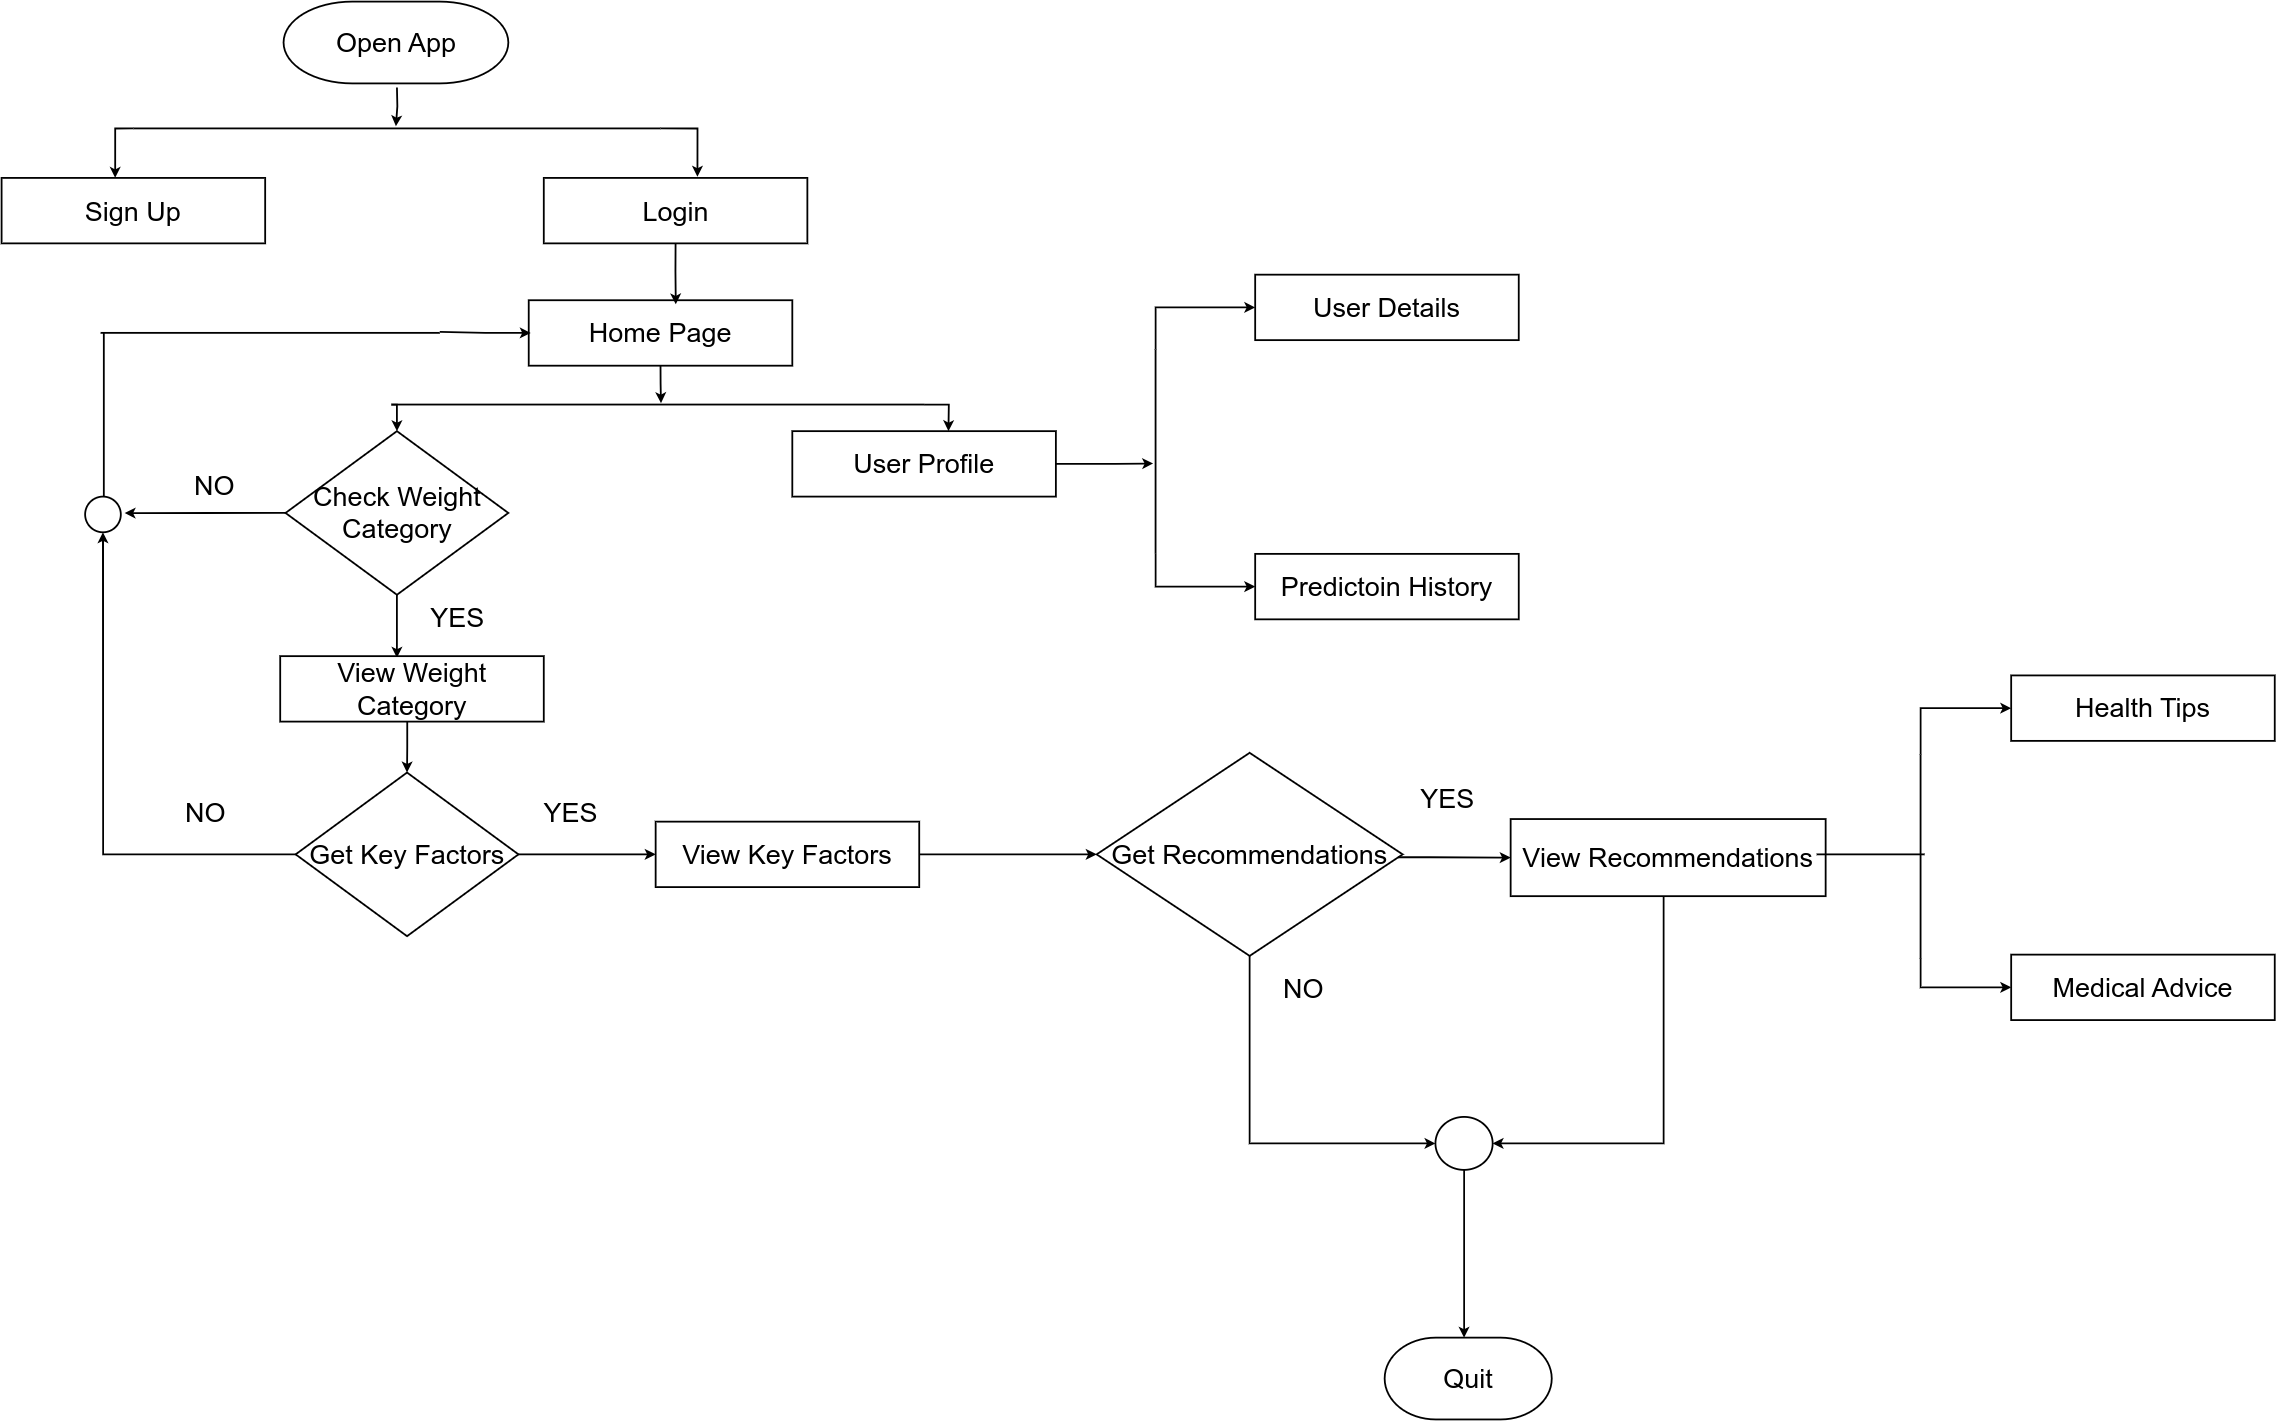 Open App
Sign Up
Login
Home Page
User Details
User Profile
NO
Check Weight
Category
Predictoin History
YES
View Weight
Category
Health Tips
NO
YES
YES
Get Key Factors
View Key Factors
Get Recommendations
View Recommendations
NO
Medical Advice
Quit